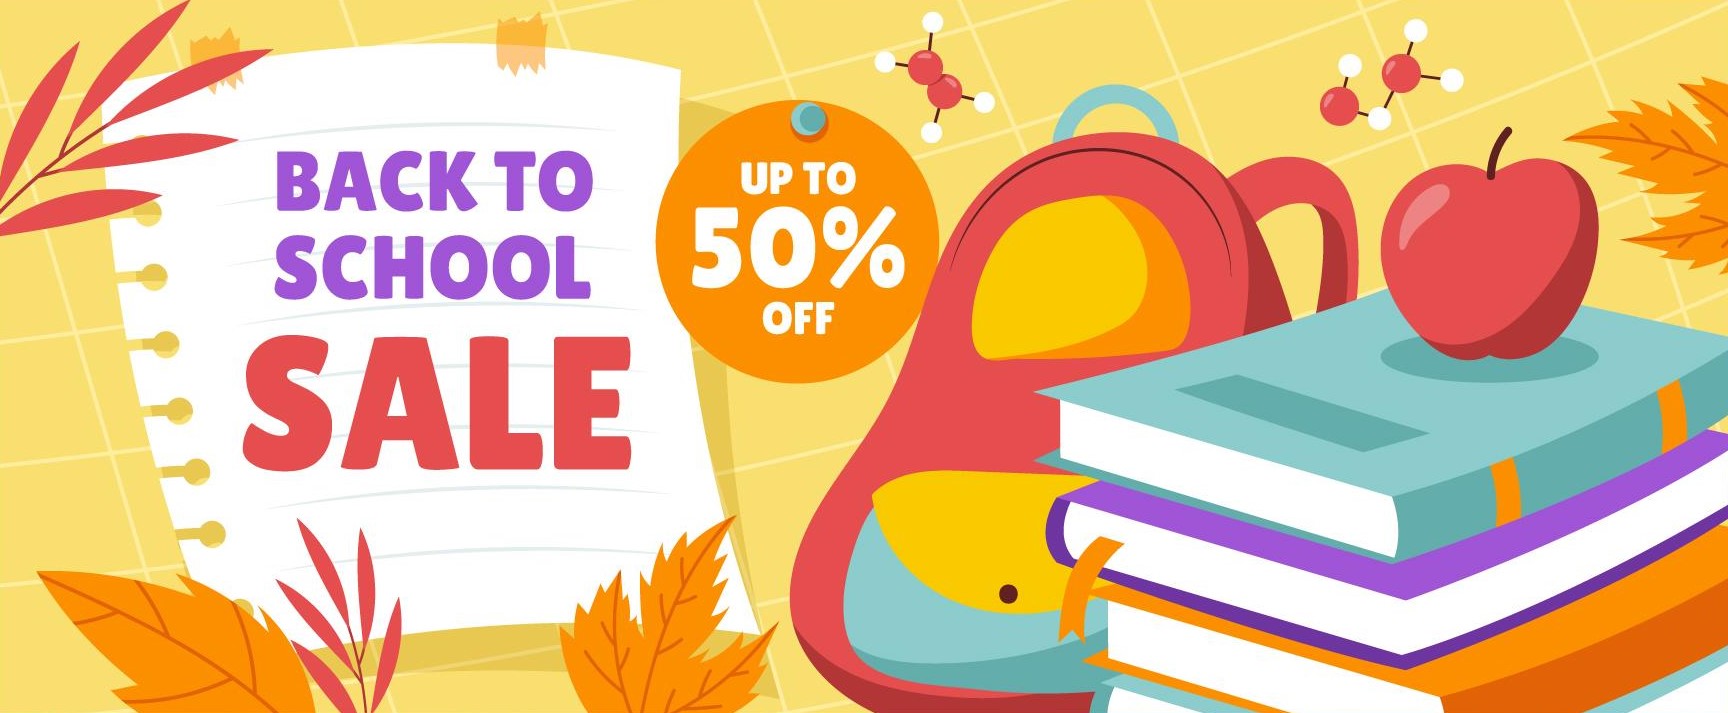 BACK TO
SCHOOL
SALE
UP TO
50%
OFF